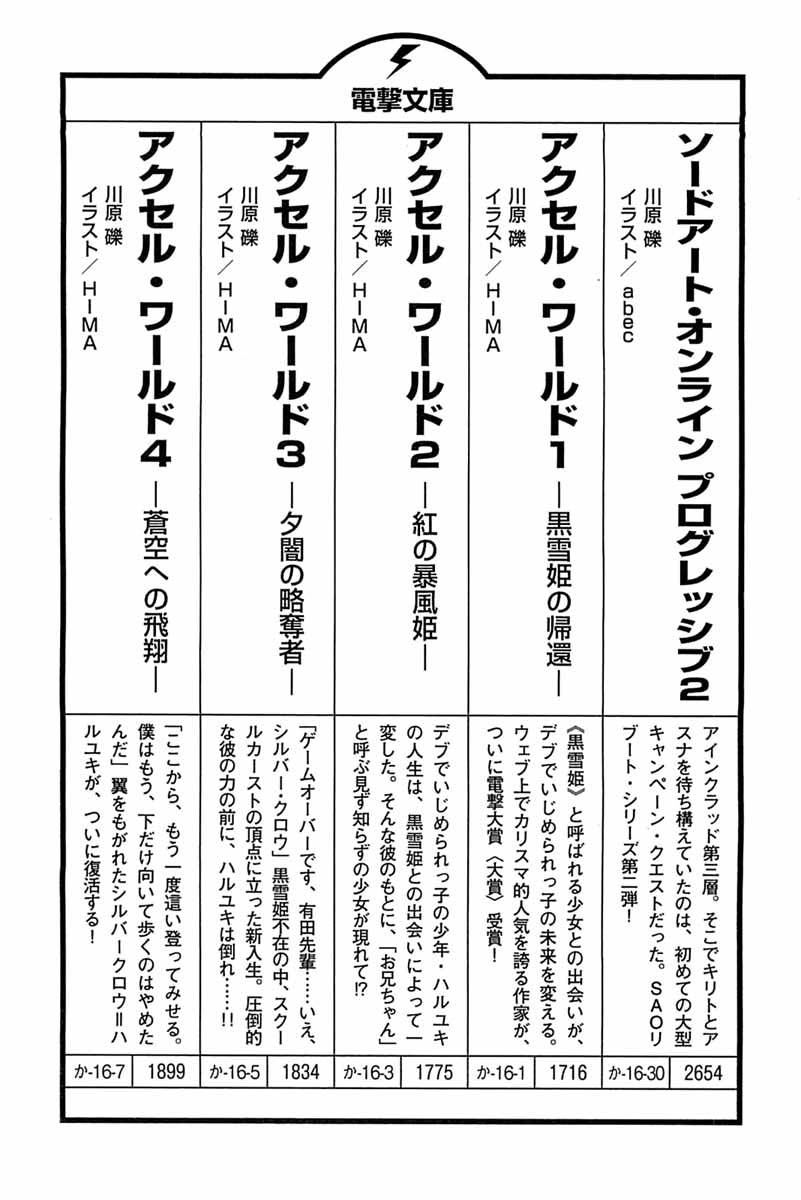 電撃文庫
ソードアート・オンライン プログレッシブ2
川原 礫
イラスト／abec
アインクラッド第三層。そこでキリトとア
スナを待ち構えていたのは、初めての大型
キャンペーン・クエストだった。SAOリ
ブート・シリーズ第二弾！
か-16-30
2654
アクセル・ワールド1 ―黒雪姫の帰還―
川原 礫
イラスト／HIMA
《黒雪姫》と呼ばれる少女との出会いが、
デブでいじめられっ子の未来を変える。
ウェブ上でカリスマ的人気を誇る作家が、
ついに電撃大賞〈大賞〉受賞！
か-16-1
1716
アクセル・ワールド2 ―紅の暴風姫―
川原 礫
イラスト／HIMA
デブでいじめられっ子の少年・ハルユキ
の人生は、黒雪姫との出会いによって一
変した。そんな彼のもとに、「お兄ちゃん」
と呼ぶ見ず知らずの少女が現れて!?
か-16-3
1775
アクセル・ワールド3 ―夕闇の略奪者―
川原 礫
イラスト／HIMA
「ゲームオーバーです、有田先輩……いえ、
シルバー・クロウ」黒雪姫不在の中、スクー
ルカーストの頂点に立った新入生。圧倒的
な彼の力の前に、ハルユキは倒れ……!!
か-16-5
1834
アクセル・ワールド4 ―蒼空への飛翔―
川原 礫
イラスト／HIMA
「ここから、もう一度這い登ってみせる。
僕はもう、下だけ向いて歩くのはやめた
んだ」翼をもがれたシルバークロウ＝ハ
ルユキが、ついに復活する！
か-16-7
1899